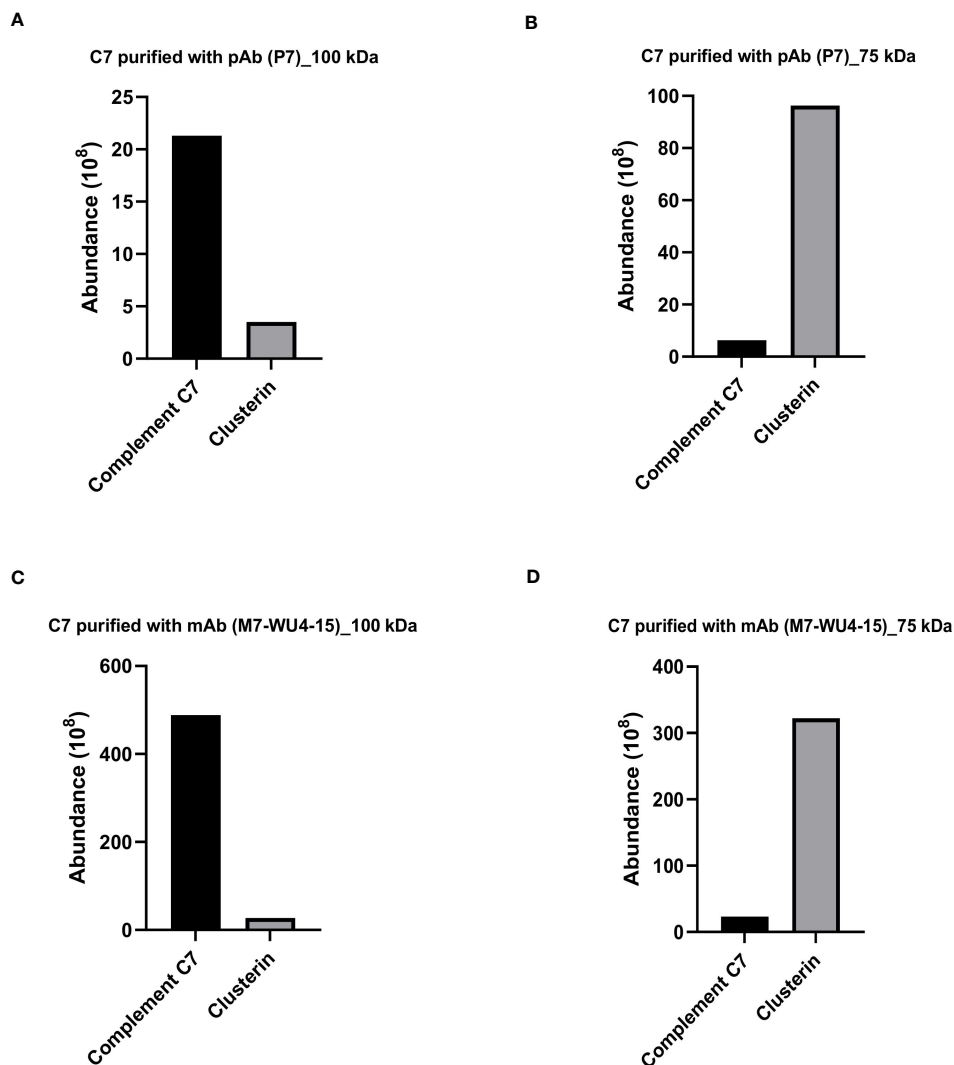 A
C7 purified with pAb (P7)_100 kDa
Abundance (10⁸)
25
20
15
10
5
0
Complement C7
Clusterin
B
C7 purified with pAb (P7)_75 kDa
Abundance (10⁸)
100
80
60
40
20
0
Complement C7
Clusterin
C
C7 purified with mAb (M7-WU4-15)_100 kDa
Abundance (10⁸)
600
400
200
0
Complement C7
Clusterin
D
C7 purified with mAb (M7-WU4-15)_75 kDa
Abundance (10⁸)
400
300
200
100
0
Complement C7
Clusterin